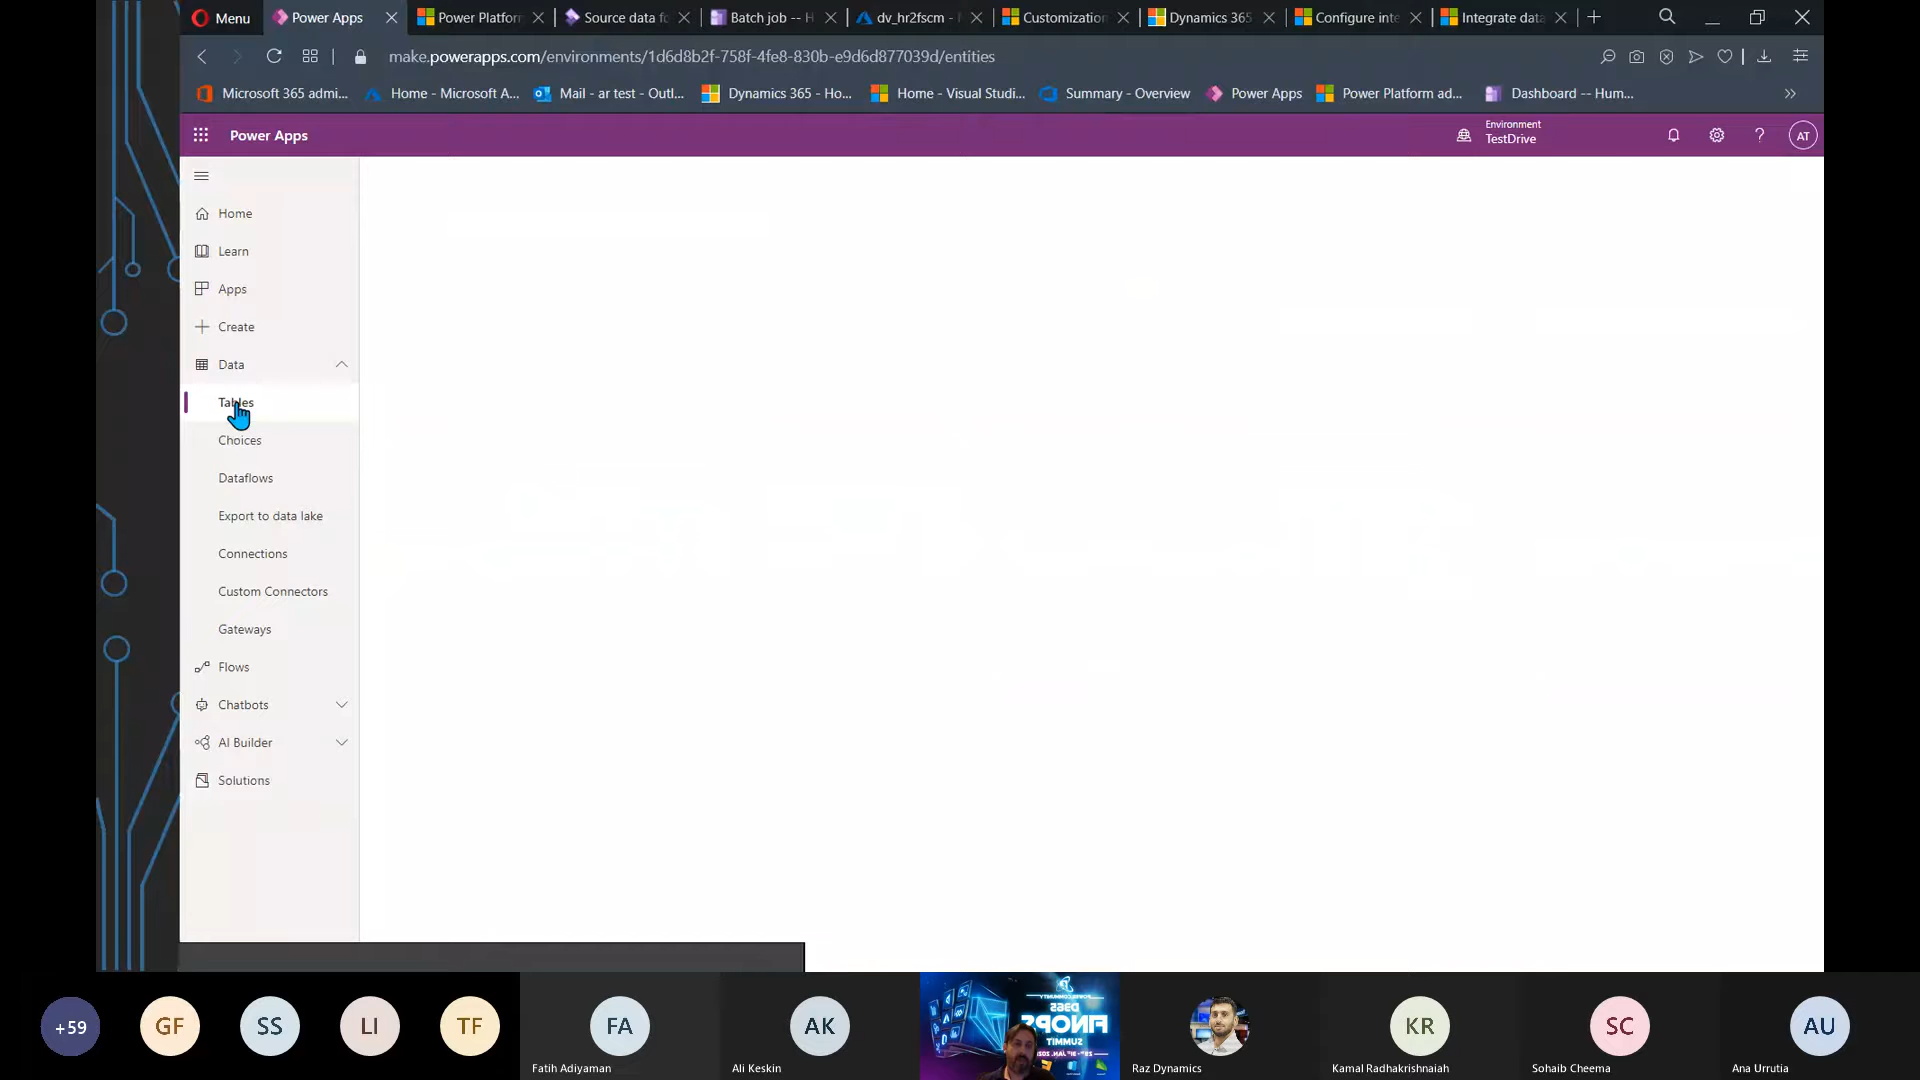 Menu
Power Apps
Power Platfor
Source data fo
Batch job -- H
dv_hr2fscm -
Customization
Dynamics 365
Configure inte
Integrate data
make.powerapps.com/environments/1d6d8b2f-758f-4fe8-830b-e9d6d877039d/entities
Microsoft 365 admi...
Home - Microsoft A...
Mail - ar test - Outl...
Dynamics 365 - Ho...
Home - Visual Studi...
Summary - Overview
Power Apps
Power Platform ad...
Dashboard -- Hum...
Power Apps
Environment
TestDrive
AT
Home
Learn
Apps
Create
Data
Tables
Choices
Dataflows
Export to data lake
Connections
Custom Connectors
Gateways
Flows
Chatbots
AI Builder
Solutions
+59
GF
SS
LI
TF
FA
Fatih Adiyaman
AK
Ali Keskin
D365
FINOPS
SUMMIT
Raz Dynamics
KR
Kamal Radhakrishnaiah
SC
Sohaib Cheema
AU
Ana Urrutia